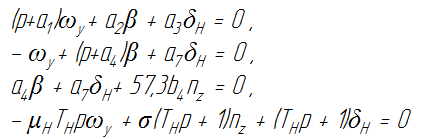 (p+a₁)ω_y + a₂β + a₃δ_H = 0 ,
− ω_y + (p+a₄)β + a₇δ_H = 0 ,
a₄β + a₇δ_H + 57,3b₄n_z = 0 ,
− μ_H T_H pω_y + σ(T_H p + 1)n_z + (T_H p + 1)δ_H = 0